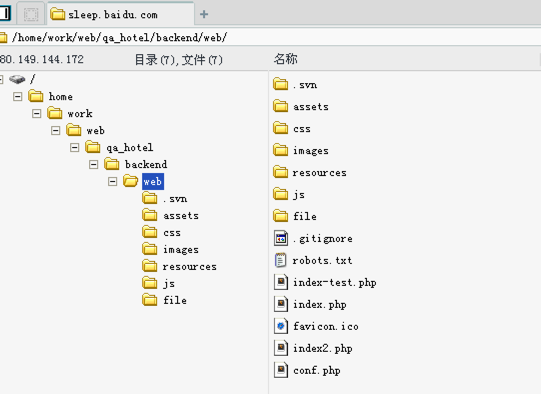 sleep.baidu.com
/home/work/web/qa_hotel/backend/web/
80.149.144.172 目录(7),文件(7) 名称
/
home
work
web
qa_hotel
backend
web
.svn
assets
css
images
resources
js
file
.svn
assets
css
images
resources
js
file
.gitignore
robots.txt
index-test.php
index.php
favicon.ico
index2.php
conf.php